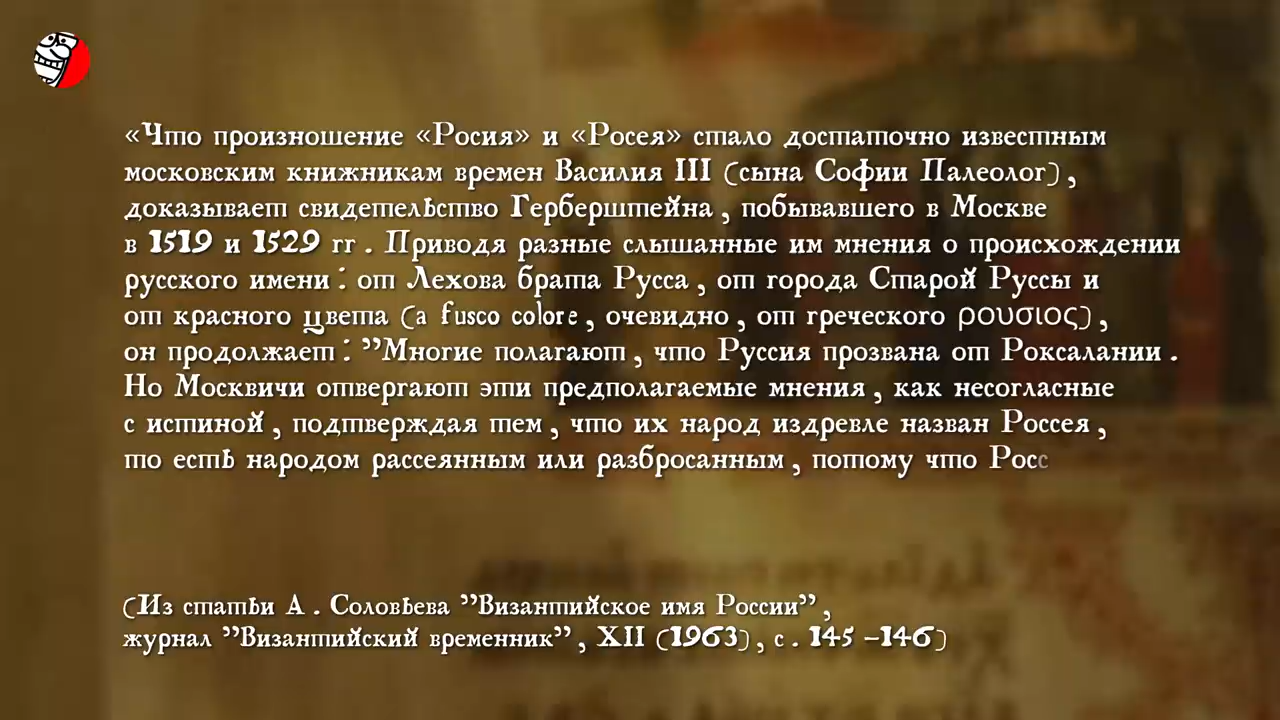 «Что произношение «Росия» и «Росея» стало достаточно известным
московским книжникам времен Василия III (сына Софии Палеолог),
доказывает свидетельство Герберштейна, побывавшего в Москве
в 1519 и 1529 гг. Приводя разные слышанные им мнения о происхождении
русского имени: от Лехова брата Русса, от города Старой Руссы и
от красного цвета (a fusco colore, очевидно, от греческого ρουσιος),
он продолжает: "Многие полагают, что Руссия прозвана от Роксалании.
Но Москвичи отвергают эти предполагаемые мнения, как несогласные
с истиной, подтверждая тем, что их народ издревле назван Россея,
то есть народом рассеянным или разбросанным, потому что Росс
(Из статьи А. Соловьева "Византийское имя России",
журнал "Византийский временник", XII (1963), с. 145 –146)